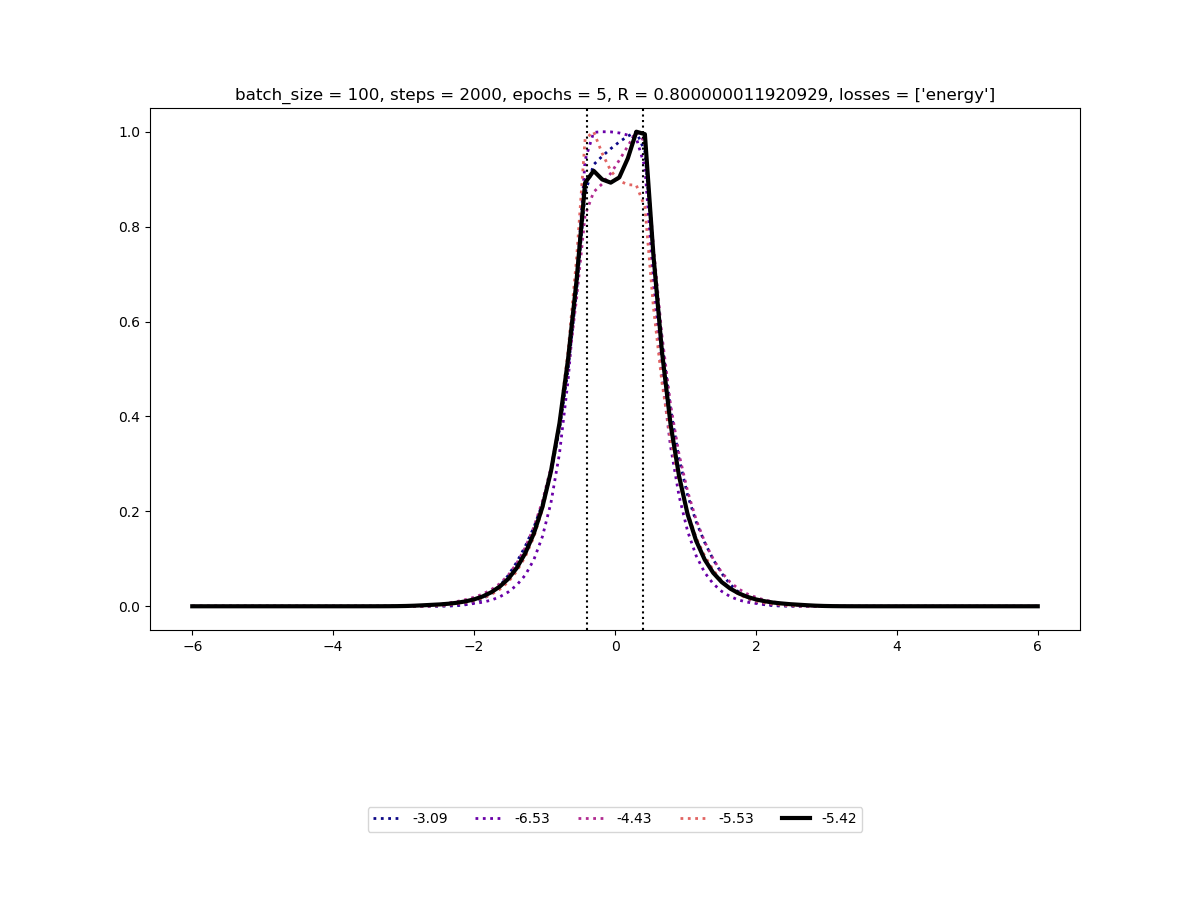 batch_size = 100, steps = 2000, epochs = 5, R = 0.800000011920929, losses = ['energy']
1.0
0.8
0.6
0.4
0.2
0.0
−6 −4 −2 0 2 4 6
-3.09 -6.53 -4.43 -5.53 -5.42